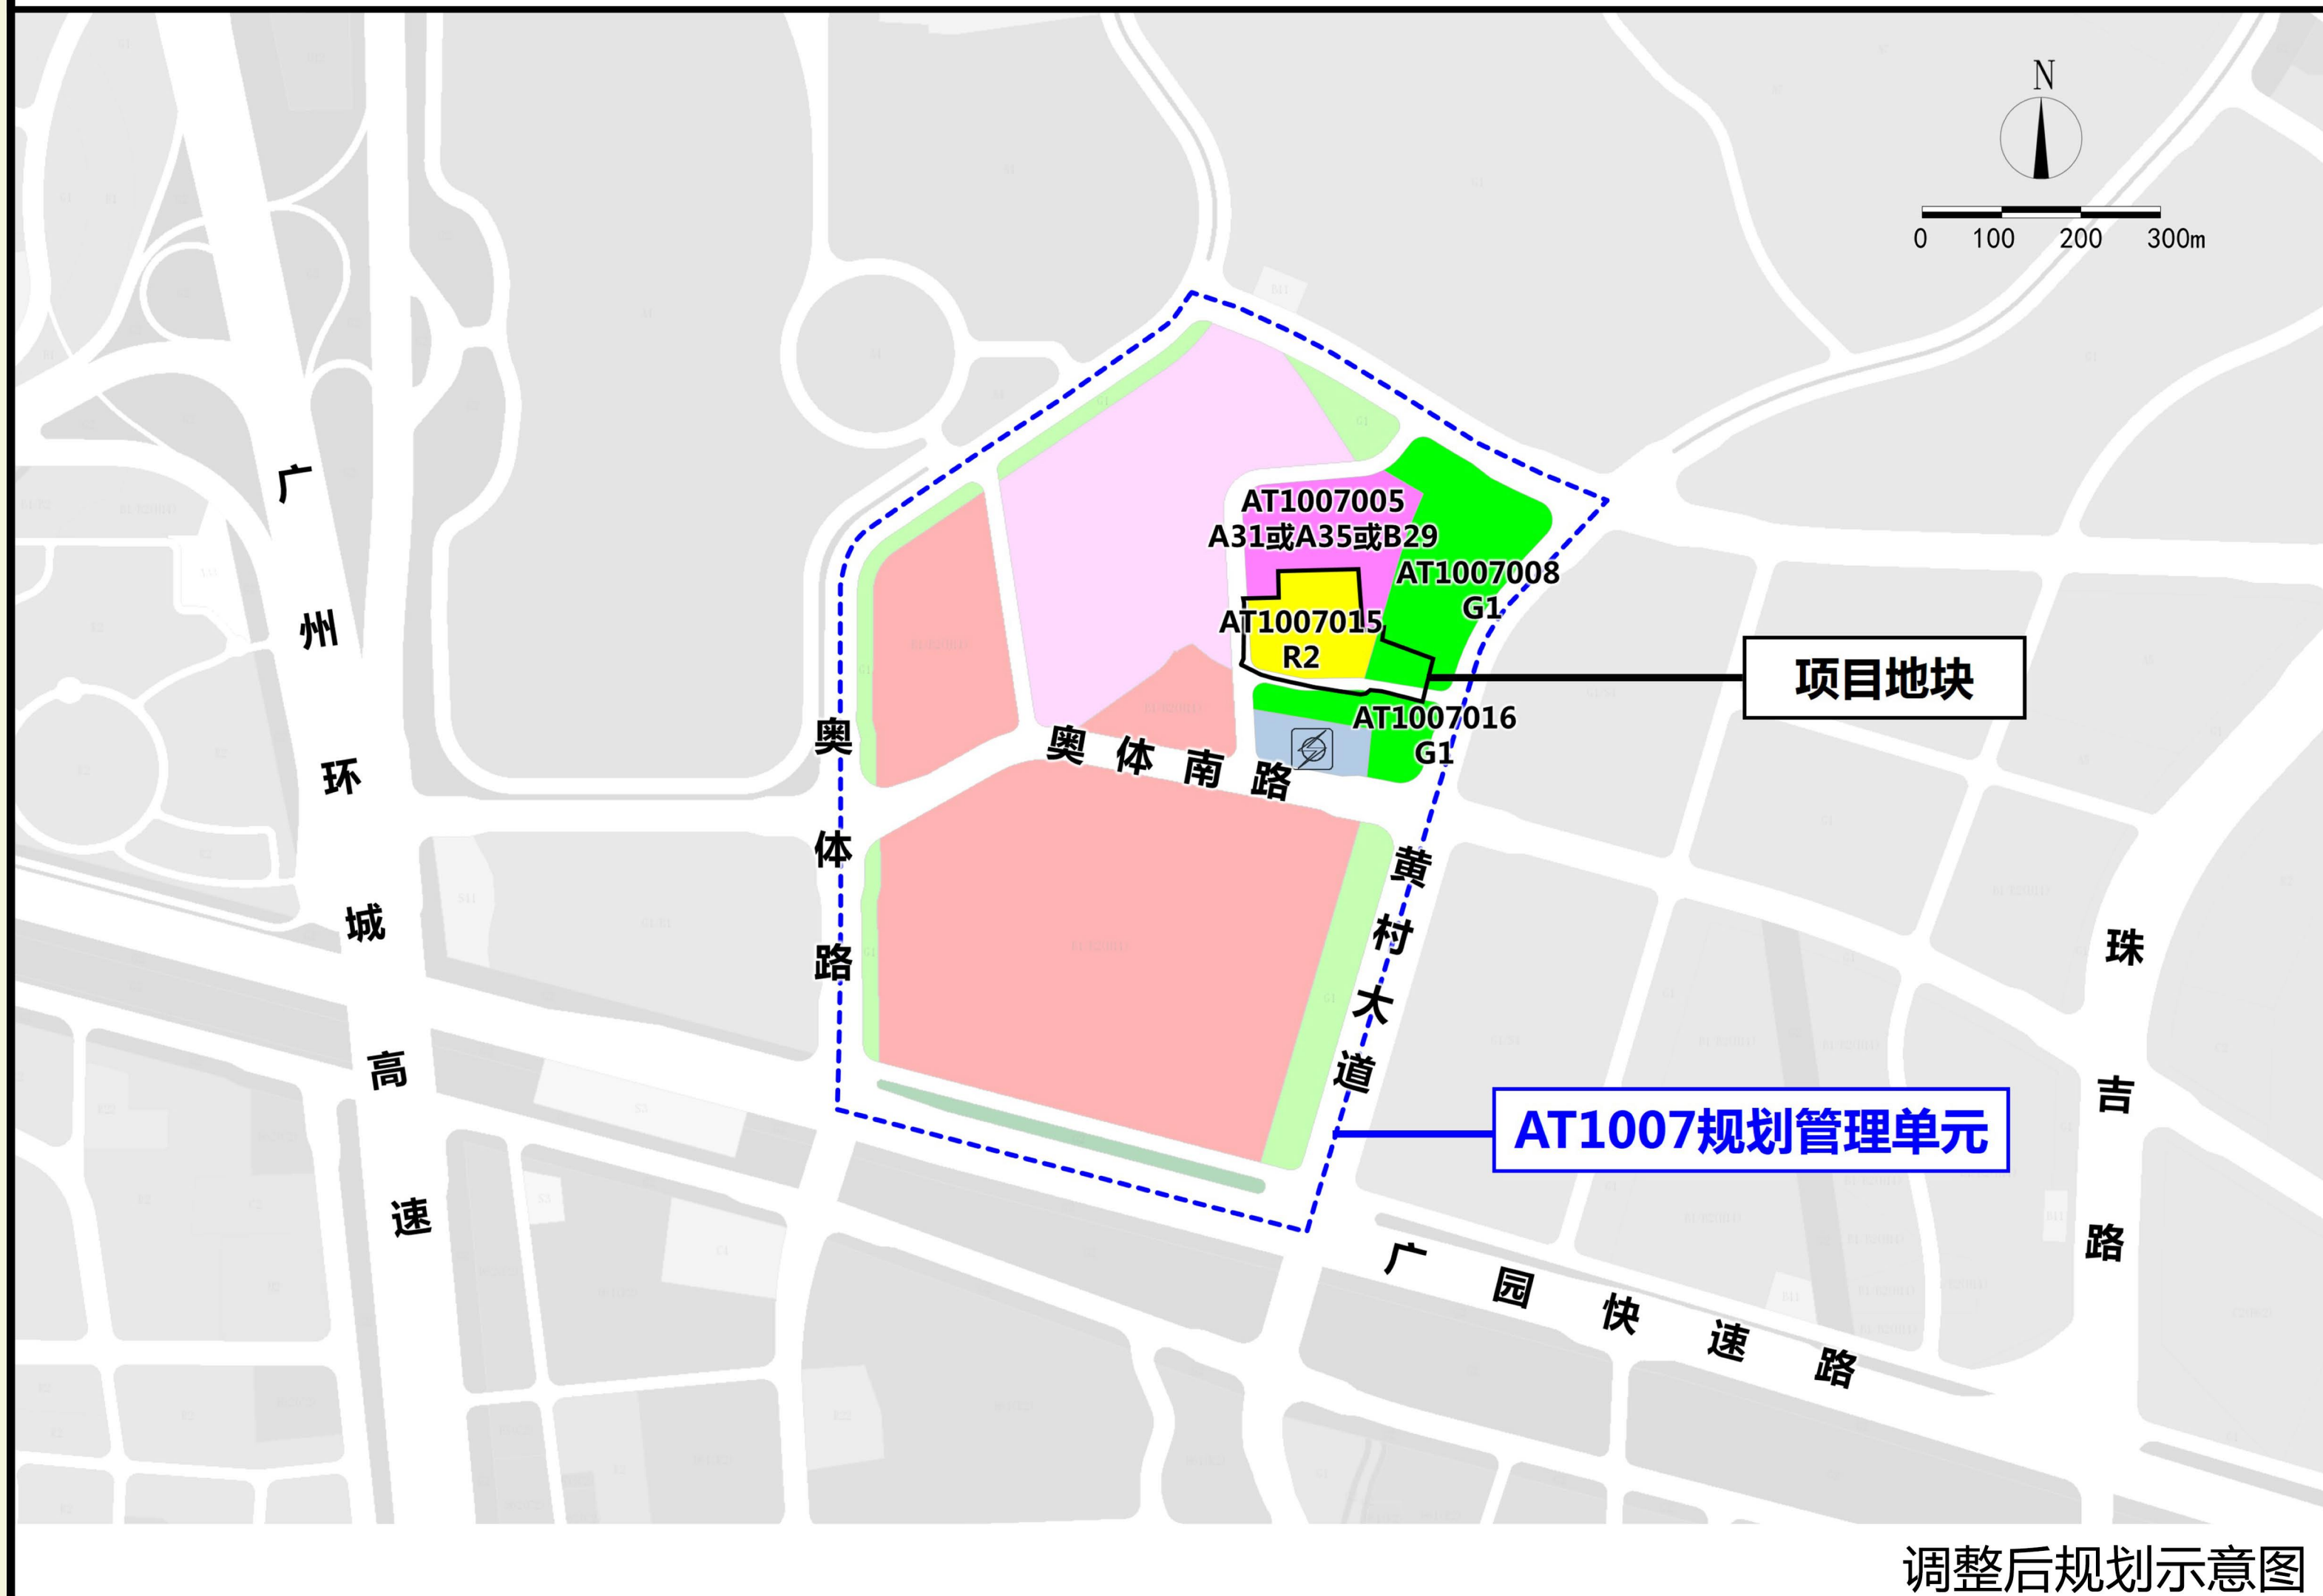 N
0 100 200 300m
AT1007005
A31或A35或B29
AT1007008
G1
AT1007015
R2
项目地块
AT1007016
G1
奥体南路
奥体路
广州环城高速
黄村大道
珠吉路
AT1007规划管理单元
广园快速路
调整后规划示意图